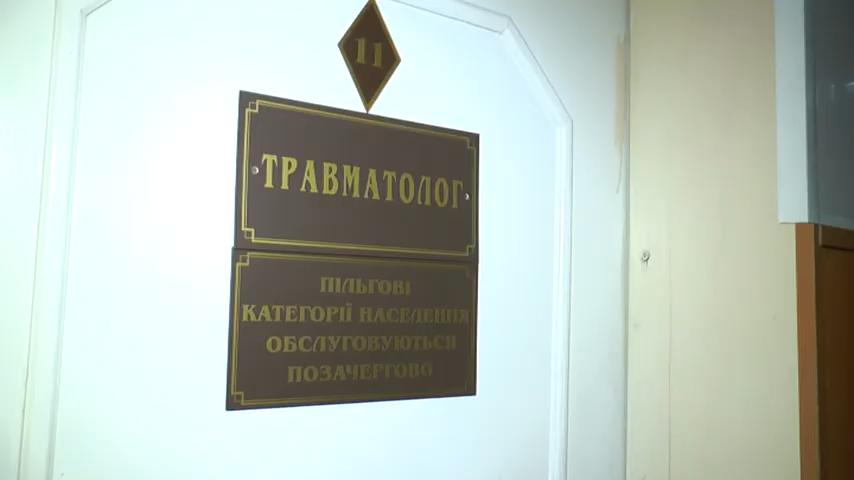 11
ТРАВМАТОЛОГ
ПІЛЬГОВІ
КАТЕГОРІЇ НАСЕЛЕННЯ
ОБСЛУГОВУЮТЬСЯ
ПОЗАЧЕРГОВО